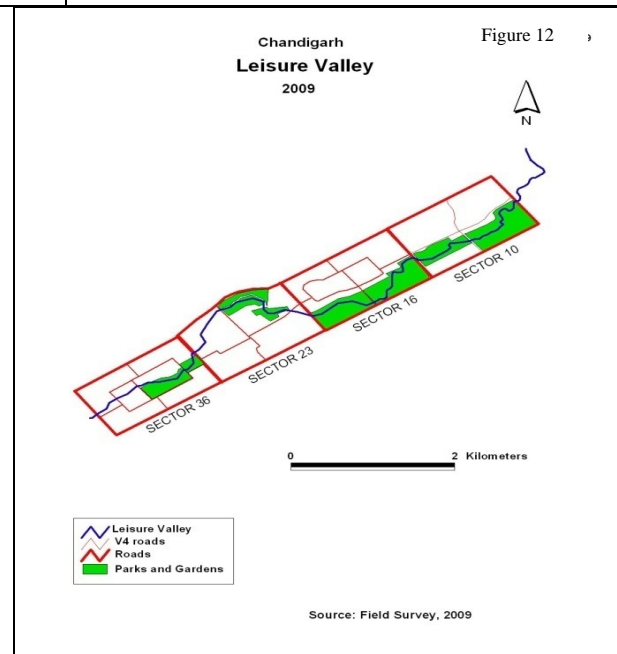 Figure 12
Chandigarh
Leisure Valley
2009
N
SECTOR 10
SECTOR 16
SECTOR 23
SECTOR 36
0 2 Kilometers
Leisure Valley
V4 roads
Roads
Parks and Gardens
Source: Field Survey, 2009